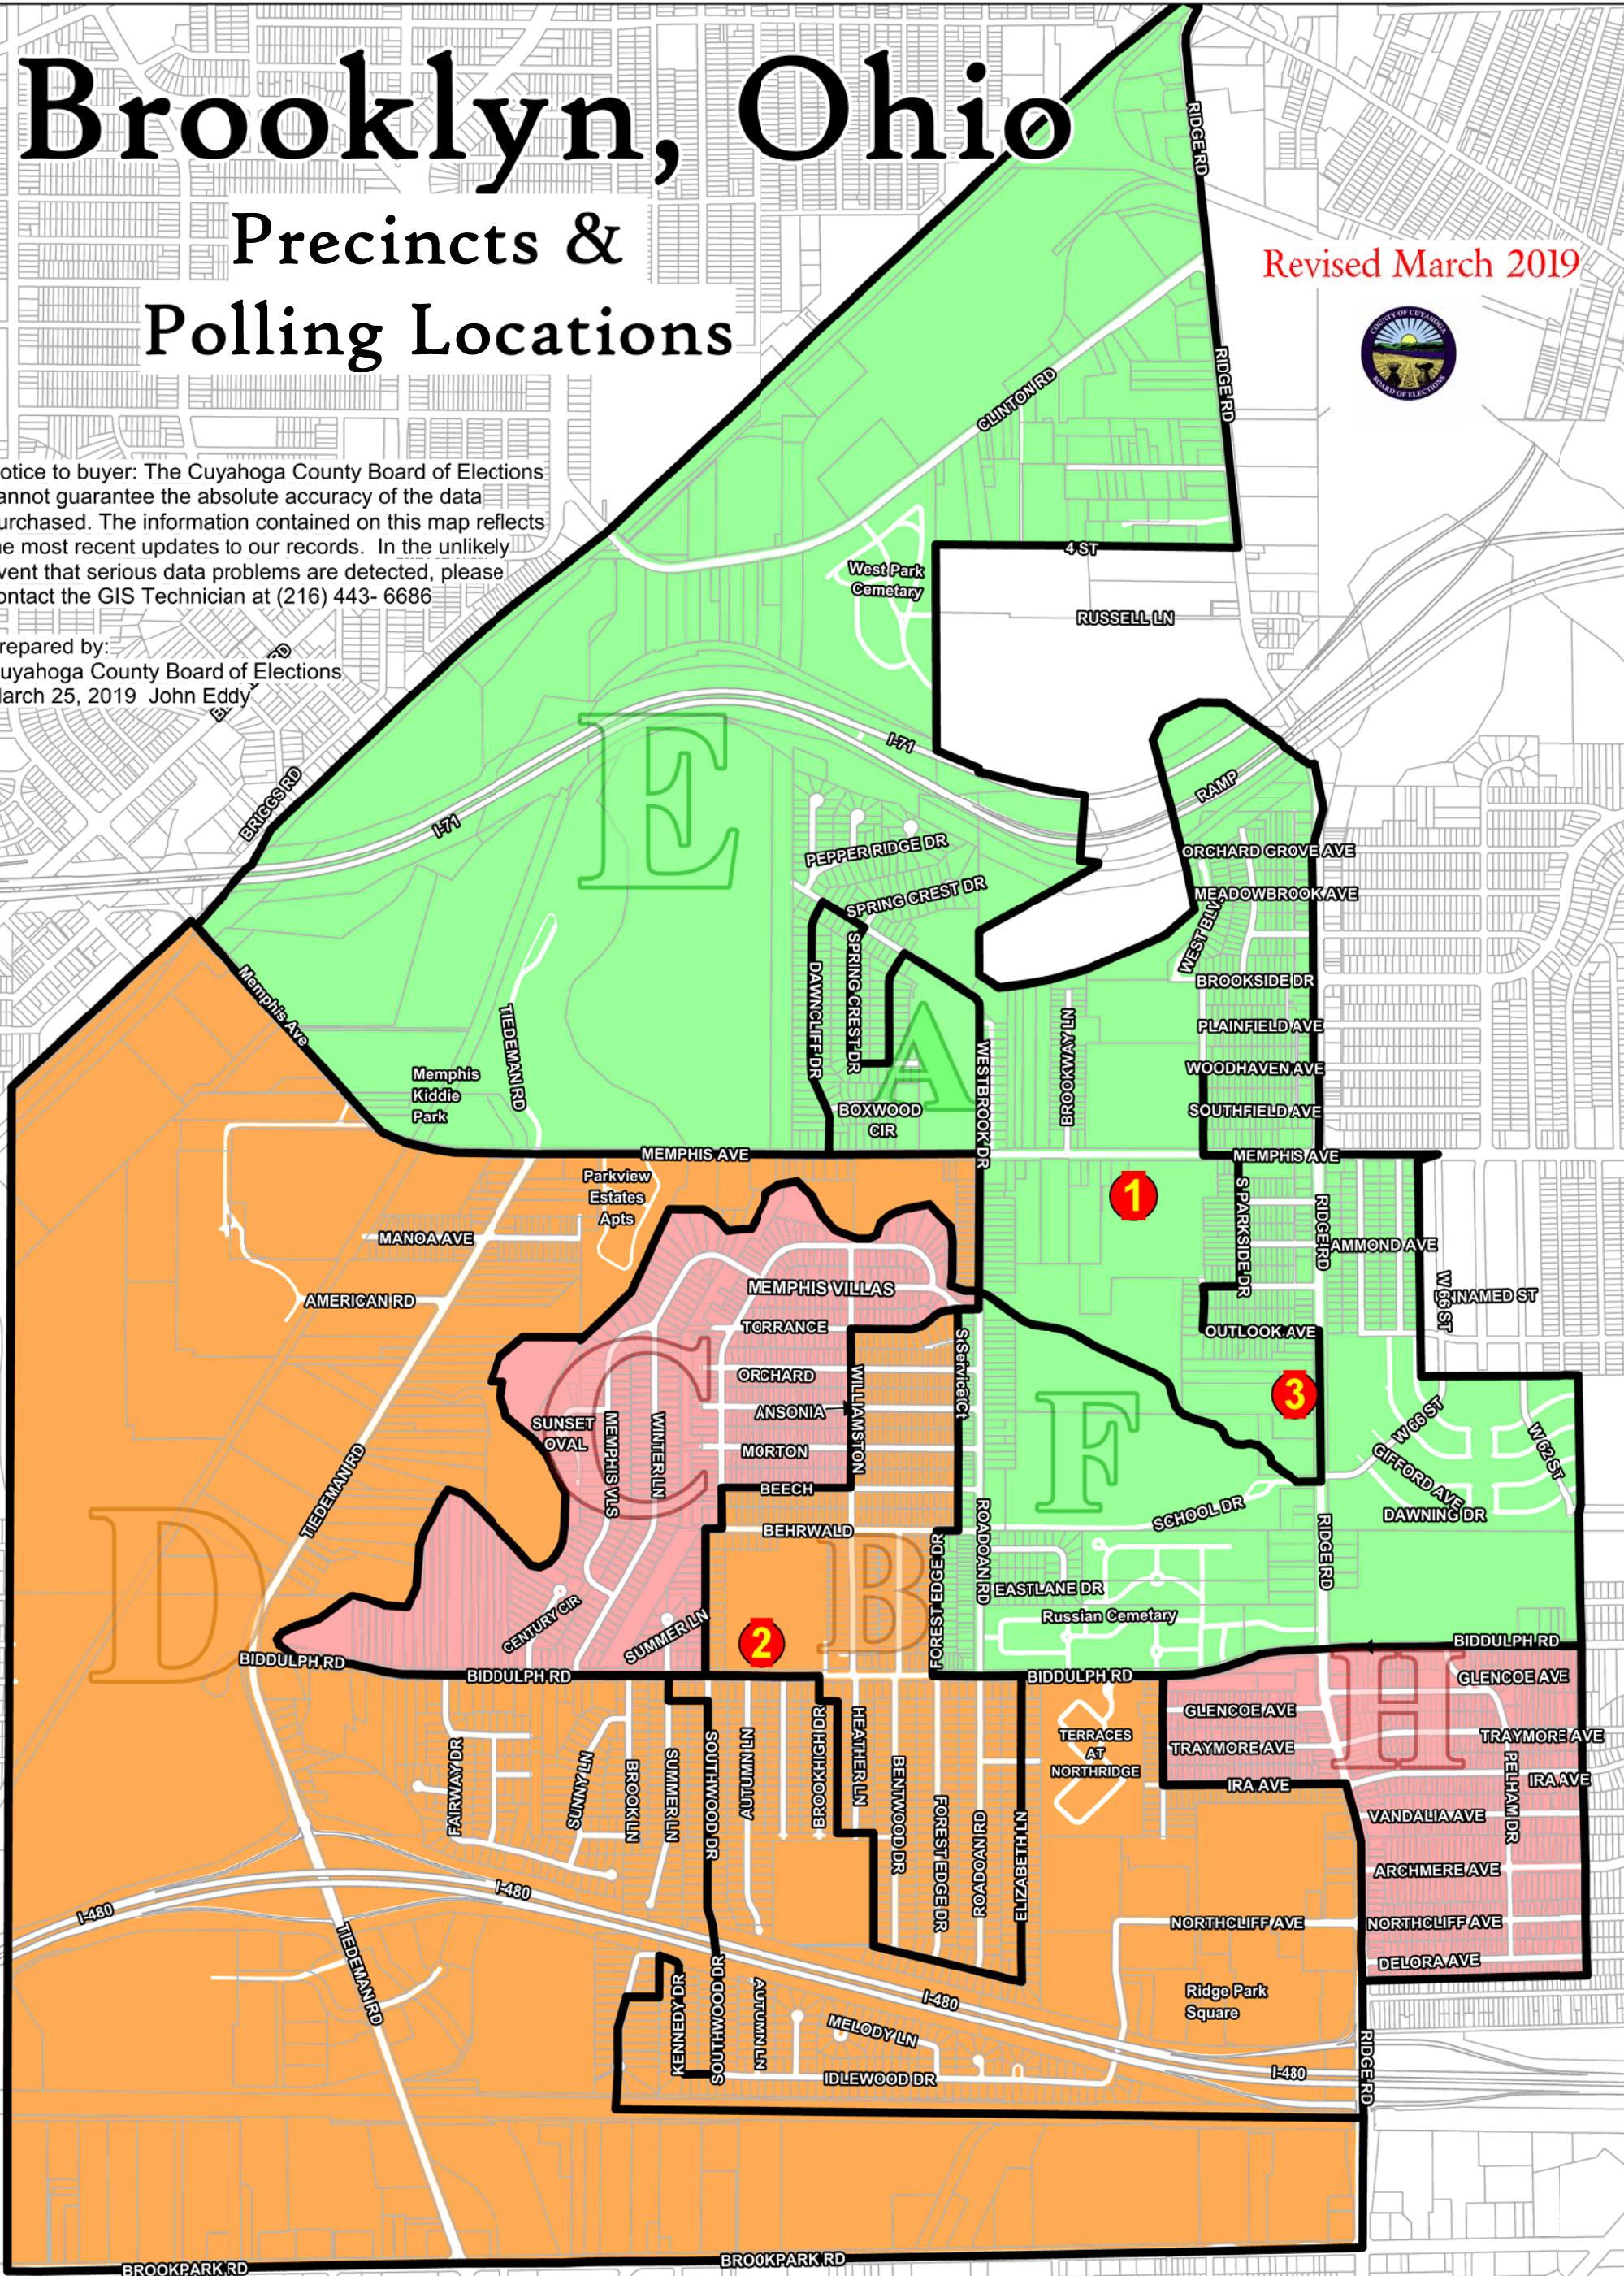 Brooklyn, Ohio
Precincts &
Polling Locations
Revised March 2019
COUNTY OF CUYAHOGA
BOARD OF ELECTIONS
otice to buyer: The Cuyahoga County Board of Elections
annot guarantee the absolute accuracy of the data
urchased. The information contained on this map reflects
e most recent updates to our records. In the unlikely
vent that serious data problems are detected, please
ontact the GIS Technician at (216) 443- 6686
repared by:
uyahoga County Board of Elections
arch 25, 2019 John Eddy
RIDGE RD
RIDGE RD
CLINTON RD
4 ST
West Park
Cemetary
RUSSELL LN
BRIGGS RD
I-71
I-71
E
RAMP
PEPPER RIDGE DR
SPRING CREST DR
ORCHARD GROVE AVE
MEADOWBROOK AVE
WEST BLV
BROOKSIDE DR
PLAINFIELD AVE
WOODHAVEN AVE
SOUTHFIELD AVE
Memphis Ave
TIEDEMAN RD
DAWNCLIFF DR
SPRING CREST DR
A
WESTBROOK DR
BROOKWAY LN
Memphis
Kiddie
Park
BOXWOOD
CIR
MEMPHIS AVE
MEMPHIS AVE
Parkview
Estates
Apts
1
S PARKSIDE DR
RIDGE RD
AMMOND AVE
W 66 ST
NNAMED ST
MANOA AVE
AMERICAN RD
MEMPHIS VILLAS
TORRANCE
OUTLOOK AVE
ORCHARD
ANSONIA
MORTON
BEECH
BEHRWALD
WILLIAMSTON
SeServiceCt
C
SUNSET
OVAL
MEMPHIS VLS
WINTER LN
3
F
W 66 ST
GIFFORD AVE
W 62 ST
DAWNING DR
SCHOOL DR
TIEDEMAN RD
D
B
FOREST EDGE DR
ROADOAN RD
RIDGE RD
EASTLANE DR
Russian Cemetary
CENTURY CIR
SUMMER LN
2
BIDDULPH RD
BIDDULPH RD
BIDDULPH RD
BIDDULPH RD
H
GLENCOE AVE
GLENCOE AVE
TRAYMORE AVE
TRAYMORE AVE
IRA AVE
IRA AVE
TERRACES
AT
NORTHRIDGE
FAIRWAY DR
SUNNY LN
BROOK LN
SUMMER LN
SOUTHWOOD DR
AUTUMN LN
BROOKHIGH DR
HEATHER LN
BENTWOOD DR
FOREST EDGE DR
ROADOAN RD
ELIZABETH LN
VANDALIA AVE
PELHAM DR
ARCHMERE AVE
NORTHCLIFF AVE
NORTHCLIFF AVE
DELORA AVE
I-480
I-480
TIEDEMAN RD
Ridge Park
Square
KENNEDY DR
SOUTHWOOD DR
AUTUMN LN
I-480
MELODY LN
IDLEWOOD DR
I-480
RIDGE RD
BROOKPARK RD
BROOKPARK RD